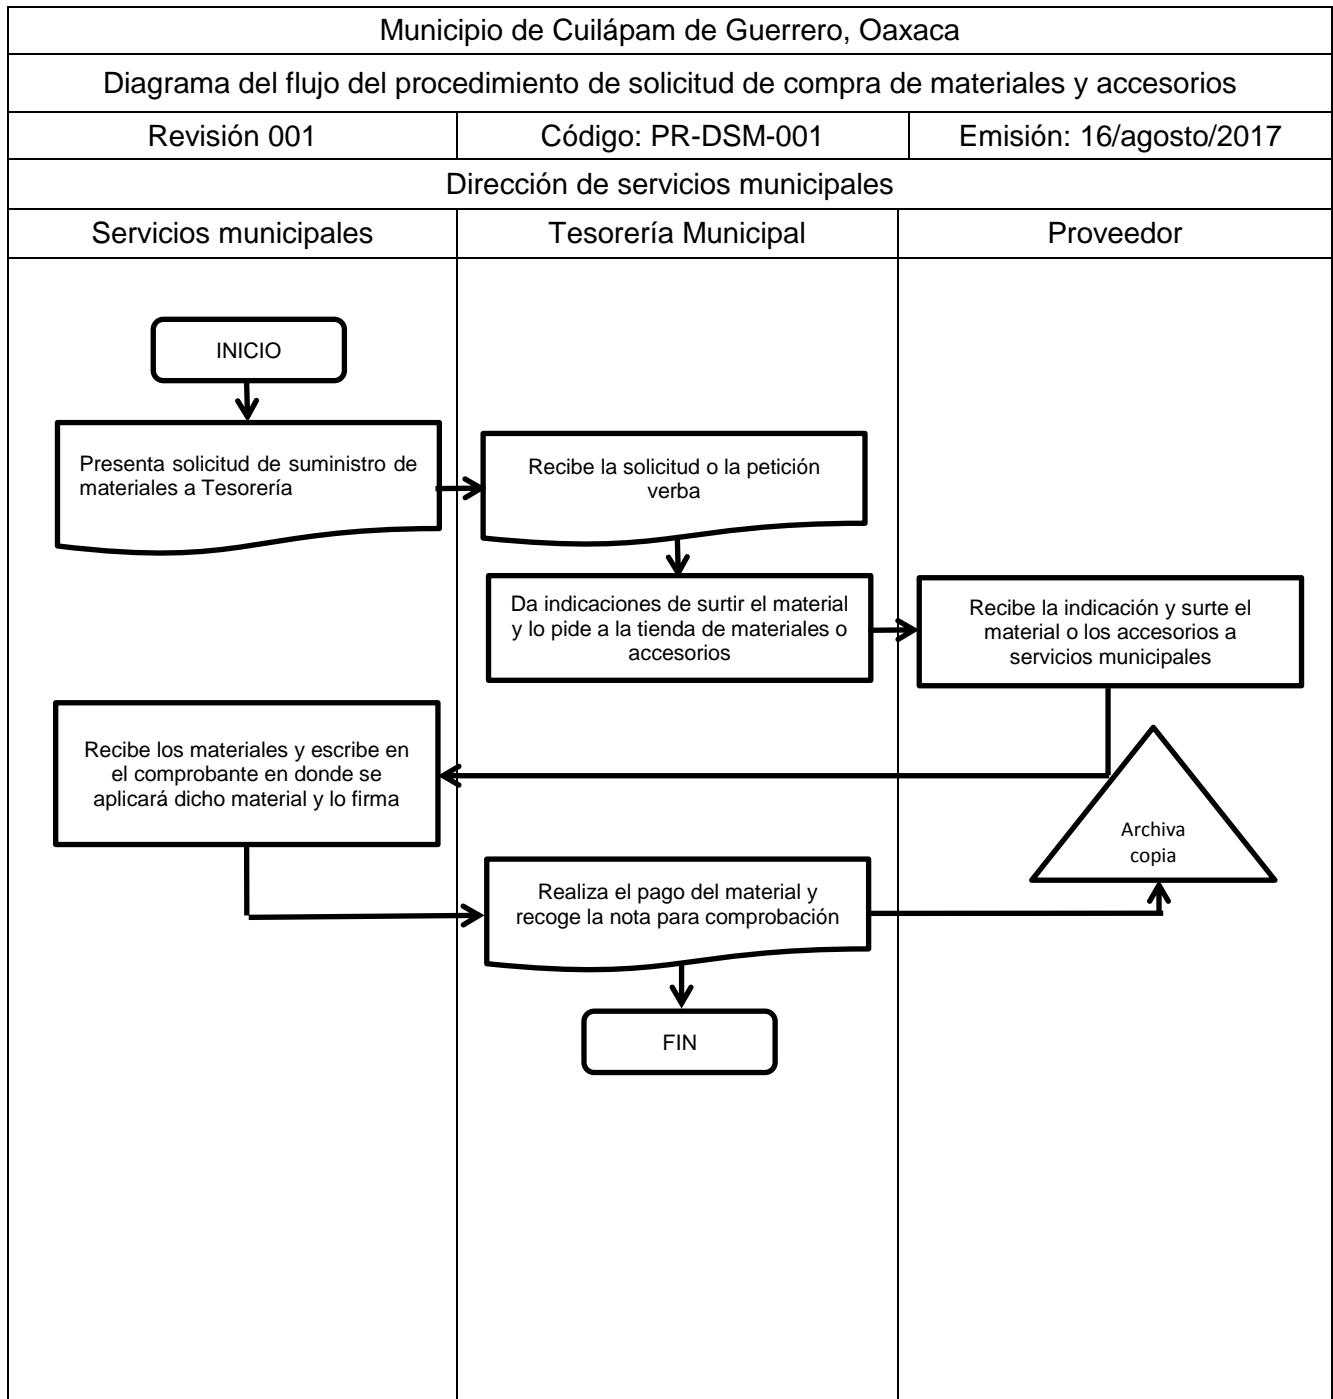 Municipio de Cuilápam de Guerrero, Oaxaca
Diagrama del flujo del procedimiento de solicitud de compra de materiales y accesorios
Revisión 001
Código: PR-DSM-001
Emisión: 16/agosto/2017
Dirección de servicios municipales
Servicios municipales
Tesorería Municipal
Proveedor
INICIO
Presenta solicitud de suministro de
materiales a Tesorería
Recibe la solicitud o la petición
verba
Da indicaciones de surtir el material
y lo pide a la tienda de materiales o
accesorios
Recibe la indicación y surte el
material o los accesorios a
servicios municipales
Recibe los materiales y escribe en
el comprobante en donde se
aplicará dicho material y lo firma
Realiza el pago del material y
recoge la nota para comprobación
Archiva
copia
FIN